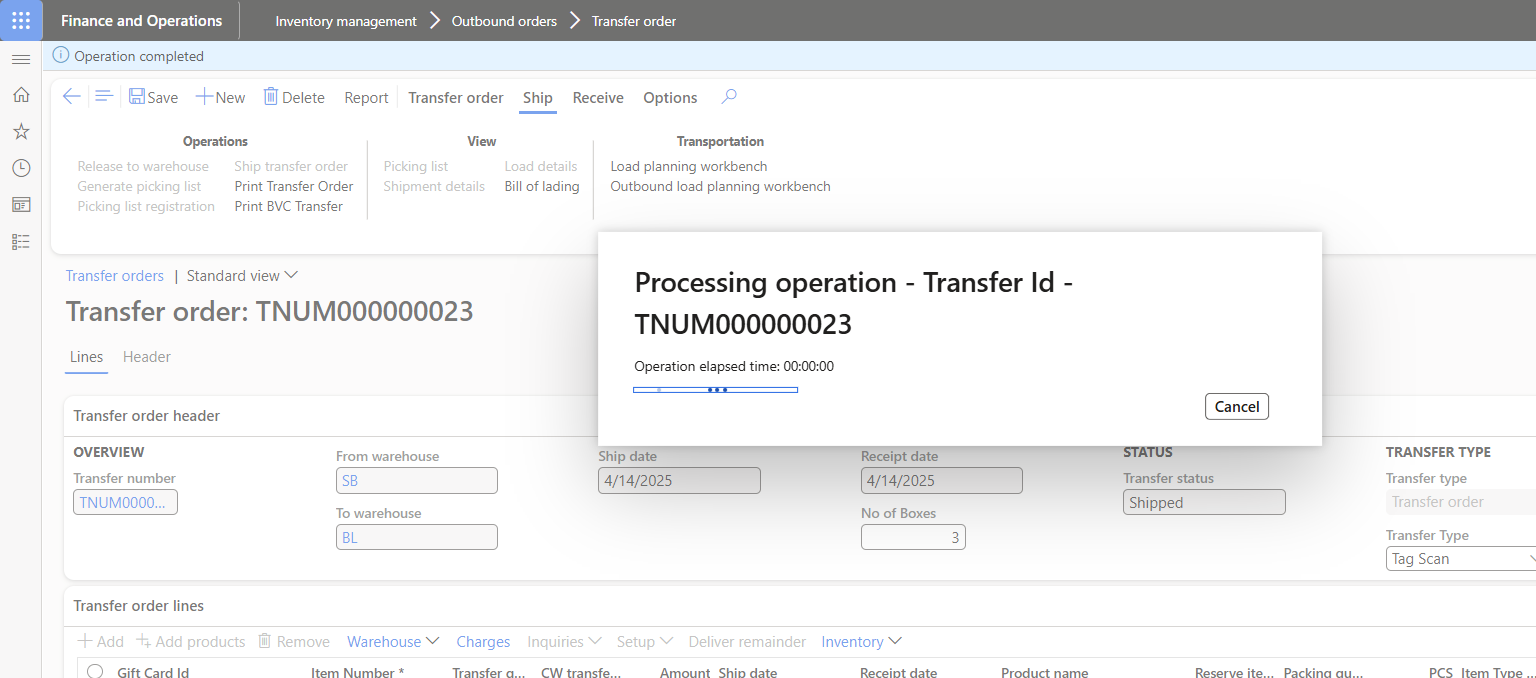 Finance and Operations
Inventory management > Outbound orders > Transfer order
Operation completed
Save New Delete Report Transfer order Ship Receive Options
Operations
Release to warehouse Ship transfer order
Generate picking list Print Transfer Order
Picking list registration Print BVC Transfer
View
Picking list Load details
Shipment details Bill of lading
Transportation
Load planning workbench
Outbound load planning workbench
Processing operation - Transfer Id -
TNUM000000023
Operation elapsed time: 00:00:00
Cancel
Transfer orders | Standard view
Transfer order: TNUM000000023
Lines Header
Transfer order header
OVERVIEW
Transfer number
TNUM0000...
From warehouse
SB
To warehouse
BL
Ship date
4/14/2025
Receipt date
4/14/2025
No of Boxes
3
STATUS
Transfer status
Shipped
TRANSFER TYPE
Transfer type
Transfer order
Transfer Type
Tag Scan
Transfer order lines
Add Add products Remove Warehouse Charges Inquiries Setup Deliver remainder Inventory
Gift Card Id Item Number * Transfer q... CW transfe... Amount Ship date Receipt date Product name Reserve ite... Packing qu... PCS Item Type ...